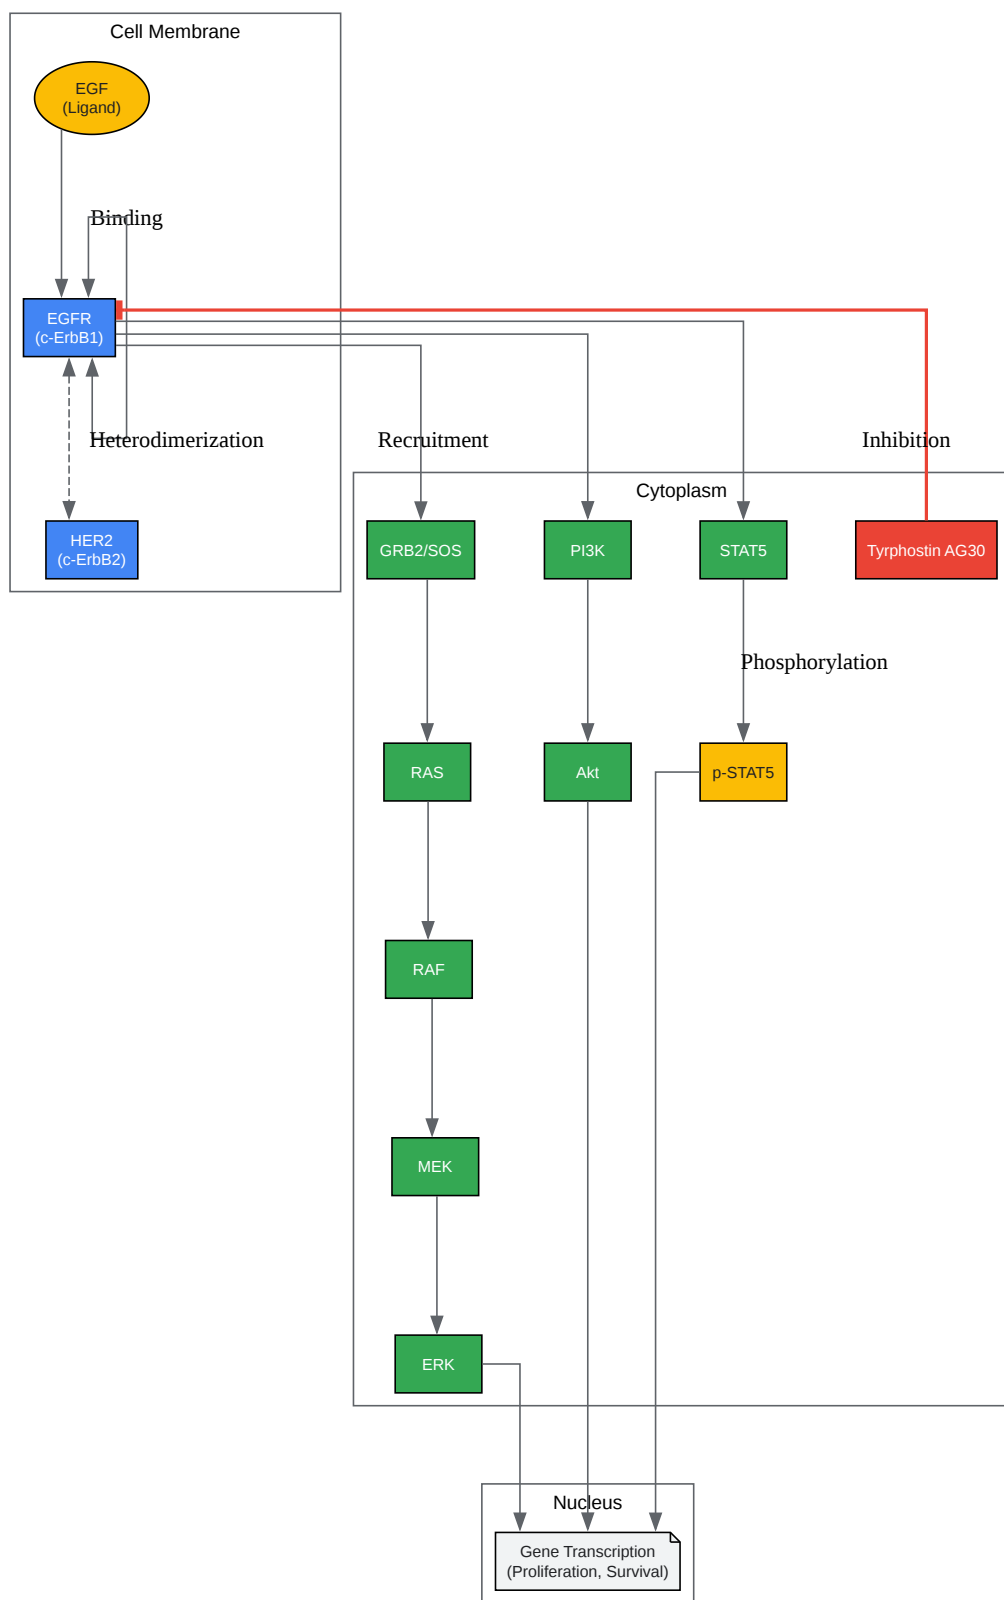 Cell Membrane
EGF
(Ligand)
Binding
EGFR
(c-ErbB1)
Heterodimerization
Recruitment
Inhibition
Cytoplasm
HER2
(c-ErbB2)
GRB2/SOS
PI3K
STAT5
Tyrphostin AG30
Phosphorylation
RAS
Akt
p-STAT5
RAF
MEK
ERK
Nucleus
Gene Transcription
(Proliferation, Survival)